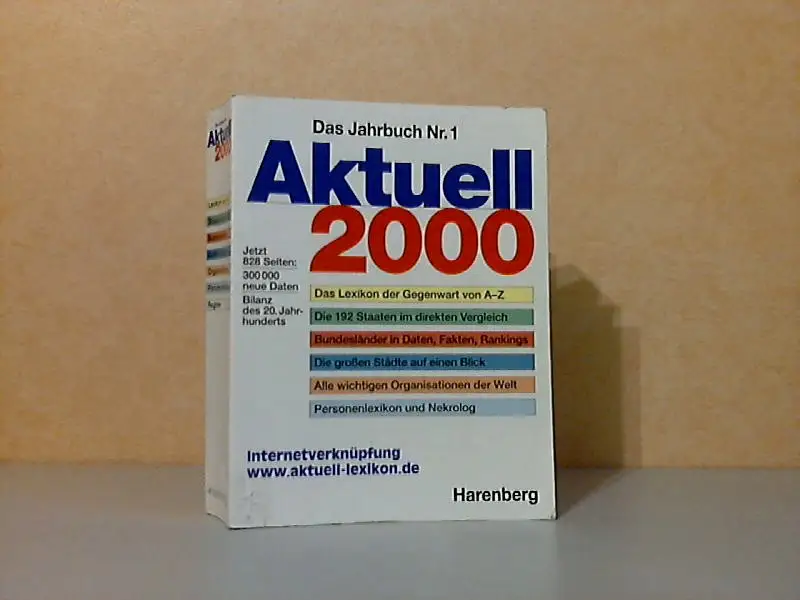 Das Jahrbuch Nr. 1
Aktuell
2000
Jetzt
828 Seiten:
300 000
neue Daten
Bilanz
des 20. Jahr-
hunderts
Das Lexikon der Gegenwart von A–Z
Die 192 Staaten im direkten Vergleich
Bundesländer in Daten, Fakten, Rankings
Die großen Städte auf einen Blick
Alle wichtigen Organisationen der Welt
Personenlexikon und Nekrolog
Internetverknüpfung
www.aktuell-lexikon.de
Harenberg
Aktuell
2000